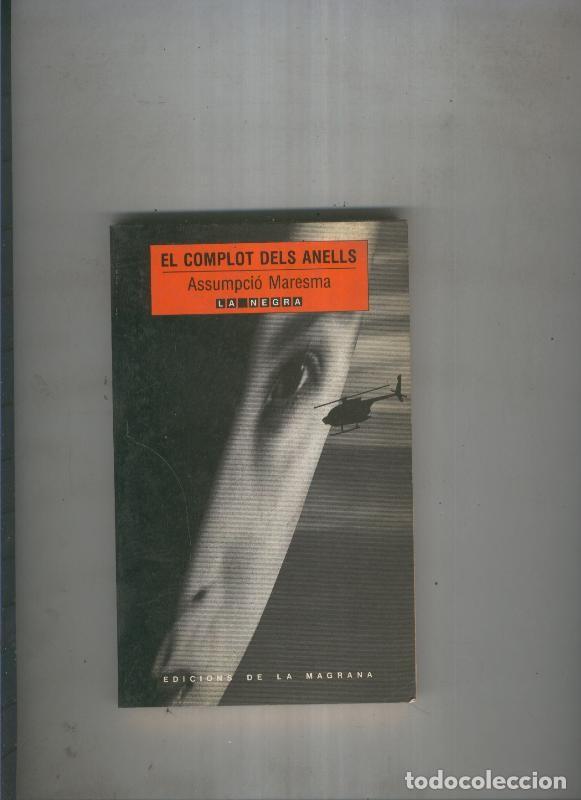 EL COMPLOT DELS ANELLS
Assumpció Maresma
LA NEGRA
EDICIONS DE LA MAGRANA
todocoleccion